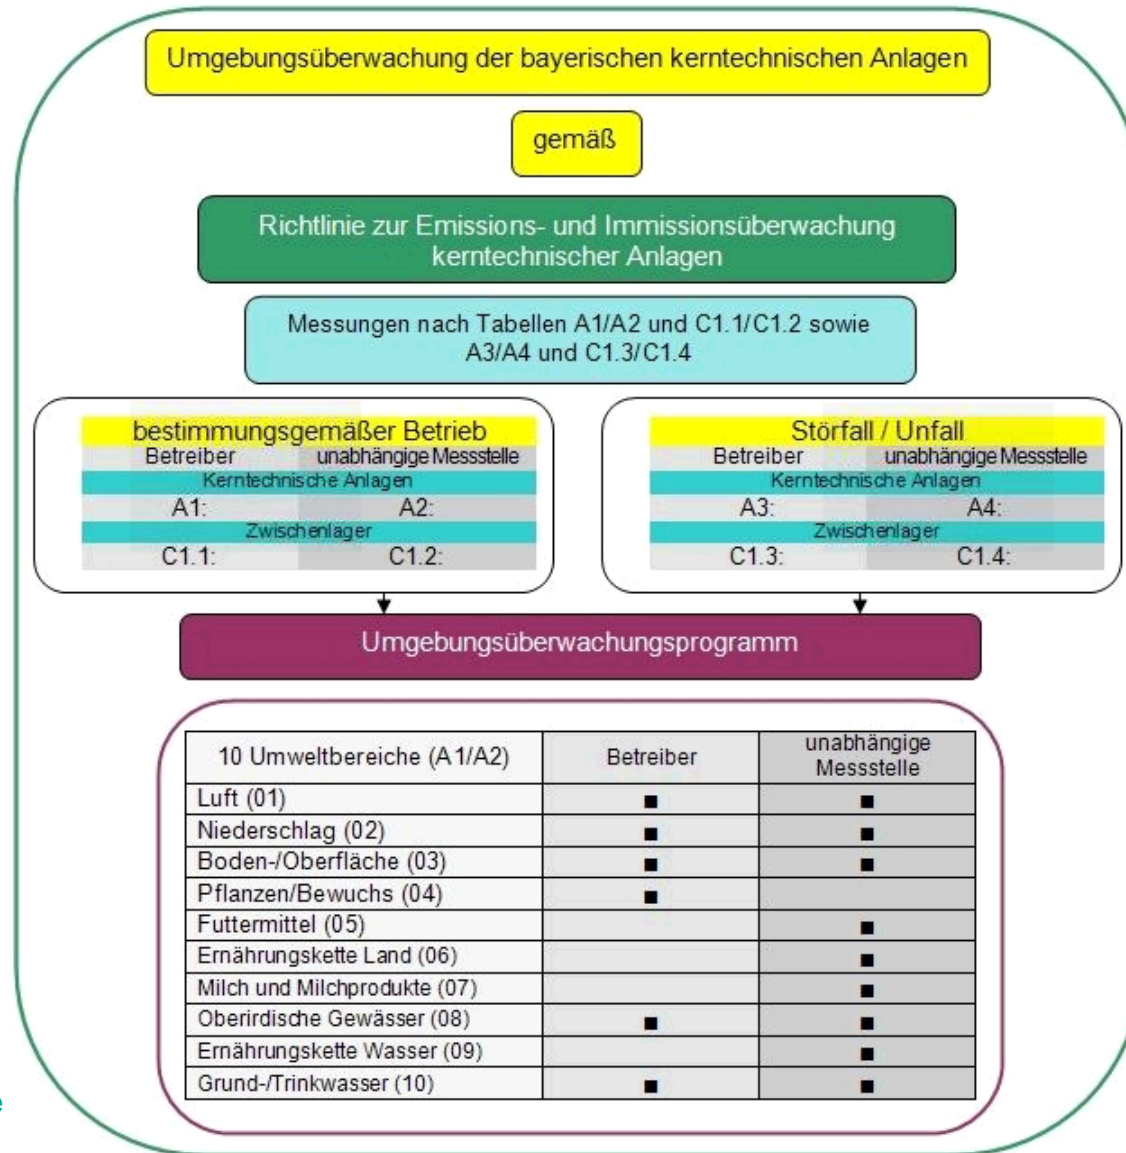 Umgebungsüberwachung der bayerischen kerntechnischen Anlagen
gemäß
Richtlinie zur Emissions- und Immissionsüberwachung
kerntechnischer Anlagen
Messungen nach Tabellen A1/A2 und C1.1/C1.2 sowie
A3/A4 und C1.3/C1.4
bestimmungsgemäßer Betrieb
Betreiber unabhängige Messstelle
Kerntechnische Anlagen
A1: A2:
Zwischenlager
C1.1: C1.2:
Störfall / Unfall
Betreiber unabhängige Messstelle
Kerntechnische Anlagen
A3: A4:
Zwischenlager
C1.3: C1.4:
Umgebungsüberwachungsprogramm
10 Umweltbereiche (A1/A2) Betreiber unabhängige
Messstelle
Luft (01) ■ ■
Niederschlag (02) ■ ■
Boden-/Oberfläche (03) ■ ■
Pflanzen/Bewuchs (04) ■
Futtermittel (05) ■
Ernährungskette Land (06) ■
Milch und Milchprodukte (07) ■
Oberirdische Gewässer (08) ■ ■
Ernährungskette Wasser (09) ■
Grund-/Trinkwasser (10) ■ ■
e